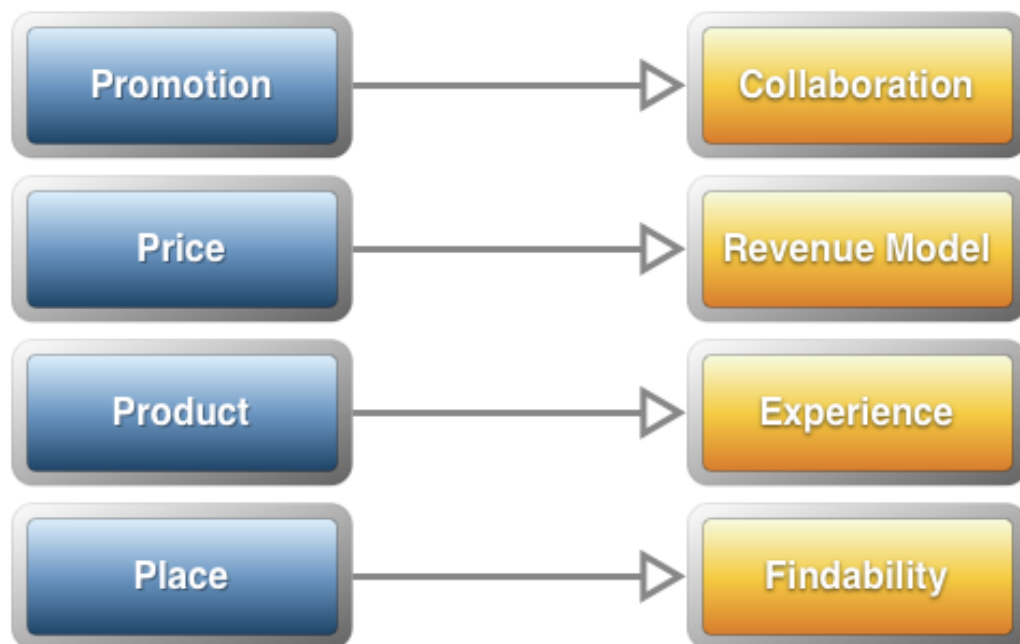 Promotion
Collaboration
Price
Revenue Model
Product
Experience
Place
Findability